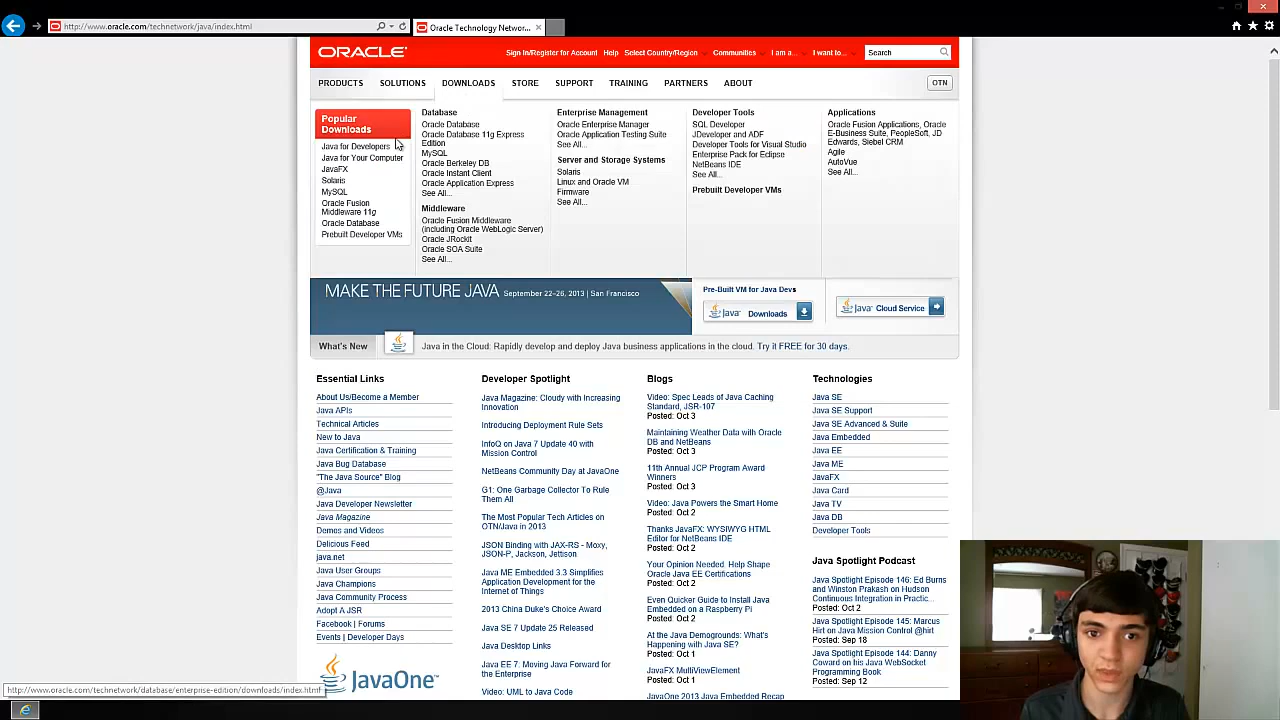 http://www.oracle.com/technetwork/java/index.html
Oracle Technology Networ...
ORACLE
Sign In/Register for Account
Help
Select Country/Region
Communities
I am a...
I want to...
Search
PRODUCTS
SOLUTIONS
DOWNLOADS
STORE
SUPPORT
TRAINING
PARTNERS
ABOUT
OTN
Popular
Downloads
Java for Developers
Java for Your Computer
JavaFX
Solaris
MySQL
Oracle Fusion
Middleware 11g
Oracle Database
Prebuilt Developer VMs
Database
Oracle Database
Oracle Database 11g Express
Edition
MySQL
Oracle Berkeley DB
Oracle Instant Client
Oracle Application Express
See All...
Middleware
Oracle Fusion Middleware
(including Oracle WebLogic Server)
Oracle JRockit
Oracle SOA Suite
See All...
Enterprise Management
Oracle Enterprise Manager
Oracle Application Testing Suite
See All...
Server and Storage Systems
Solaris
Linux and Oracle VM
Firmware
See All...
Developer Tools
SQL Developer
JDeveloper and ADF
Developer Tools for Visual Studio
Enterprise Pack for Eclipse
NetBeans IDE
See All...
Prebuilt Developer VMs
Applications
Oracle Fusion Applications, Oracle
E-Business Suite, PeopleSoft, JD
Edwards, Siebel CRM
Agile
AutoVue
See All...
MAKE THE FUTURE JAVA September 22-26, 2013 | San Francisco
Pre-Built VM for Java Devs
Java Downloads
Java Cloud Service
What's New
Java in the Cloud: Rapidly develop and deploy Java business applications in the cloud. Try it FREE for 30 days.
Essential Links
About Us/Become a Member
Java APIs
Technical Articles
New to Java
Java Certification & Training
Java Bug Database
"The Java Source" Blog
@Java
Java Developer Newsletter
Java Magazine
Demos and Videos
Delicious Feed
java.net
Java User Groups
Java Champions
Java Community Process
Adopt A JSR
Facebook | Forums
Events | Developer Days
JavaOne™
Developer Spotlight
Java Magazine: Cloudy with Increasing
Innovation
Introducing Deployment Rule Sets
InfoQ on Java 7 Update 40 with
Mission Control
NetBeans Community Day at JavaOne
G1: One Garbage Collector To Rule
Them All
The Most Popular Tech Articles on
OTN/Java in 2013
JSON Binding with JAX-RS - Moxy,
JSON-P, Jackson, Jettison
Java ME Embedded 3.3 Simplifies
Application Development for the
Internet of Things
2013 China Duke's Choice Award
Java SE 7 Update 25 Released
Java Desktop Links
Java EE 7: Moving Java Forward for
the Enterprise
Video: UML to Java Code
Blogs
Video: Spec Leads of Java Caching
Standard, JSR-107
Posted: Oct 3
Maintaining Weather Data with Oracle
DB and NetBeans
Posted: Oct 3
11th Annual JCP Program Award
Winners
Posted: Oct 3
Video: Java Powers the Smart Home
Posted: Oct 2
Thanks JavaFX: WYSIWYG HTML
Editor for NetBeans IDE
Posted: Oct 2
Your Opinion Needed: Help Shape
Oracle Java EE Certifications
Posted: Oct 2
Even Quicker Guide to Install Java
Embedded on a Raspberry Pi
Posted: Oct 2
At the Java Demogrounds: What's
Happening with Java SE?
Posted: Oct 1
JavaFX MultiViewElement
Posted: Oct 1
JavaOne 2013 Java Embedded Recap
Technologies
Java SE
Java SE Support
Java SE Advanced & Suite
Java Embedded
Java EE
Java ME
JavaFX
Java Card
Java TV
Java DB
Developer Tools
Java Spotlight Podcast
Java Spotlight Episode 146: Ed Burns
and Winston Prakash on Hudson
Continuous Integration in Practic...
Posted: Oct 2
Java Spotlight Episode 145: Marcus
Hirt on Java Mission Control @hirt
Posted: Sep 18
Java Spotlight Episode 144: Danny
Coward on his Java WebSocket
Programming Book
Posted: Sep 12
http://www.oracle.com/technetwork/database/enterprise-edition/downloads/index.html